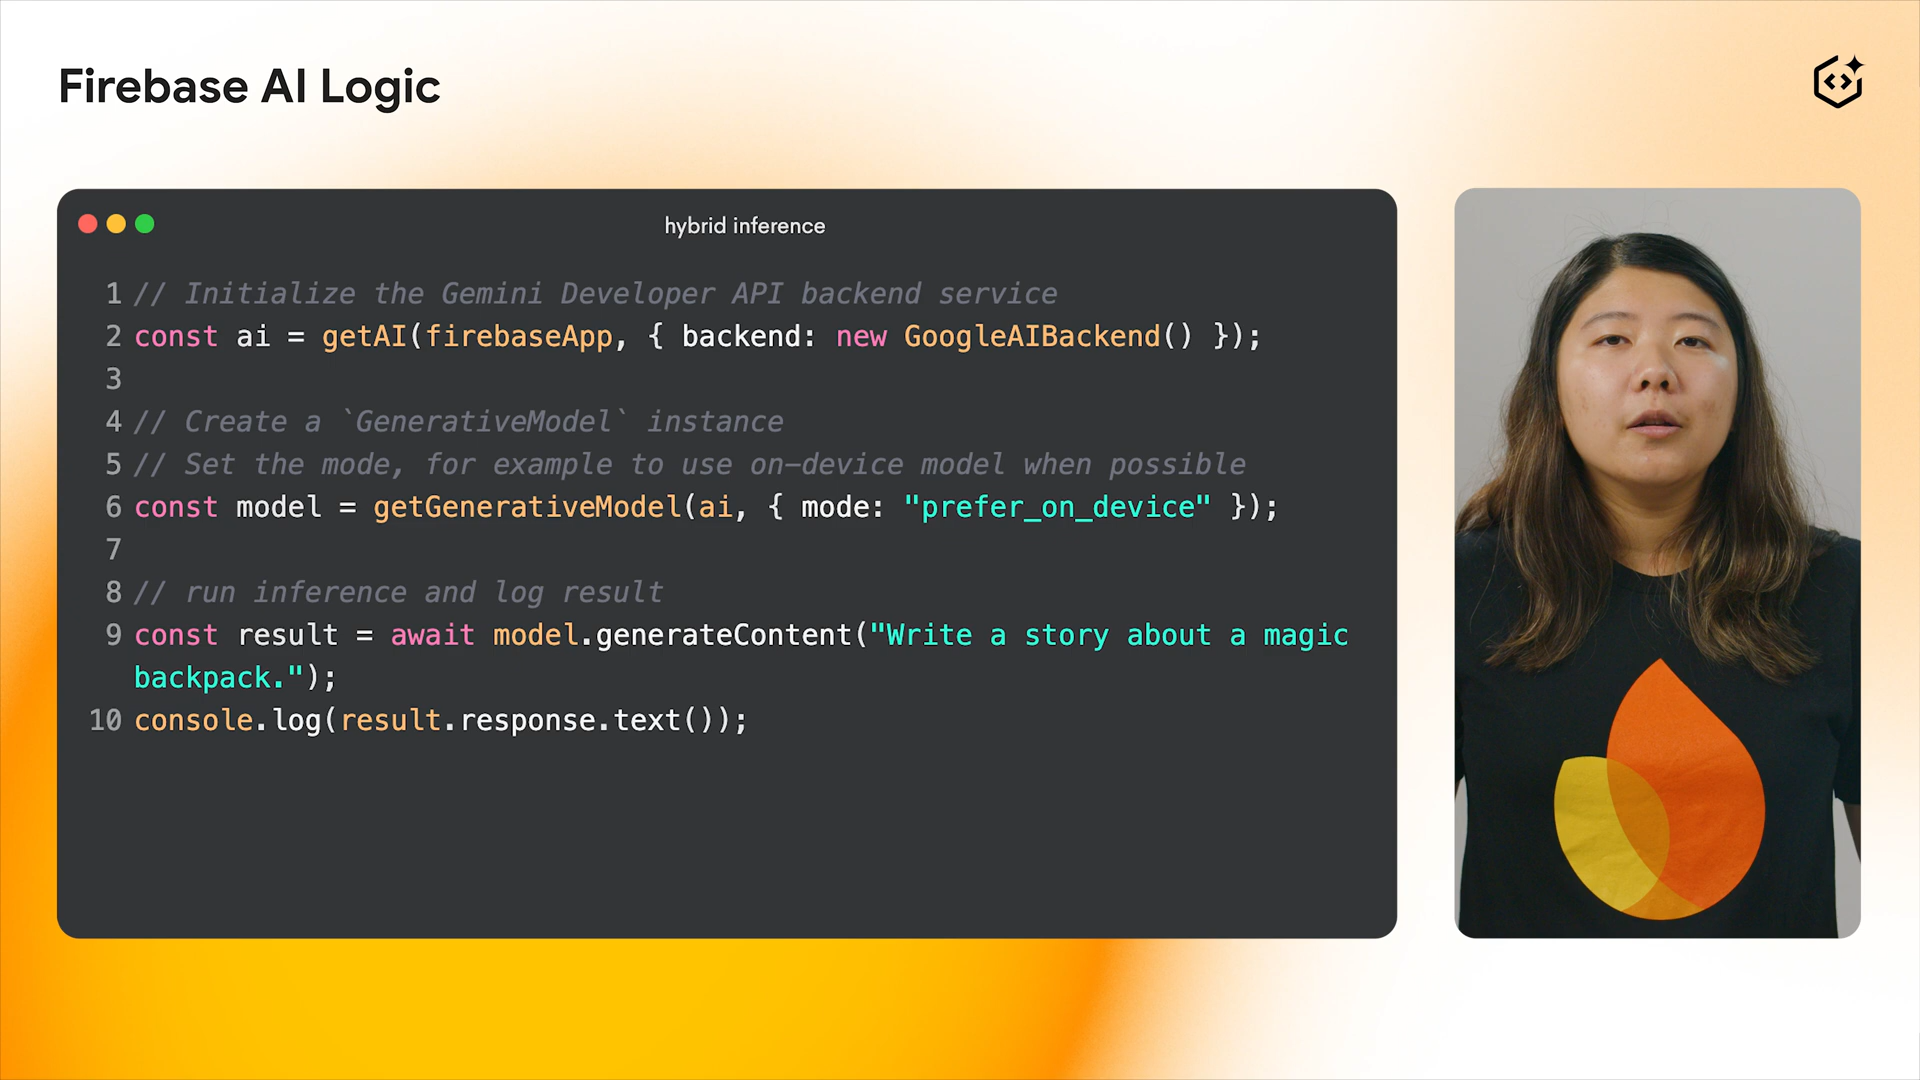 Firebase AI Logic
hybrid inference
1 // Initialize the Gemini Developer API backend service
2 const ai = getAI(firebaseApp, { backend: new GoogleAIBackend() });
3
4 // Create a `GenerativeModel` instance
5 // Set the mode, for example to use on-device model when possible
6 const model = getGenerativeModel(ai, { mode: "prefer_on_device" });
7
8 // run inference and log result
9 const result = await model.generateContent("Write a story about a magic
backpack.");
10 console.log(result.response.text());